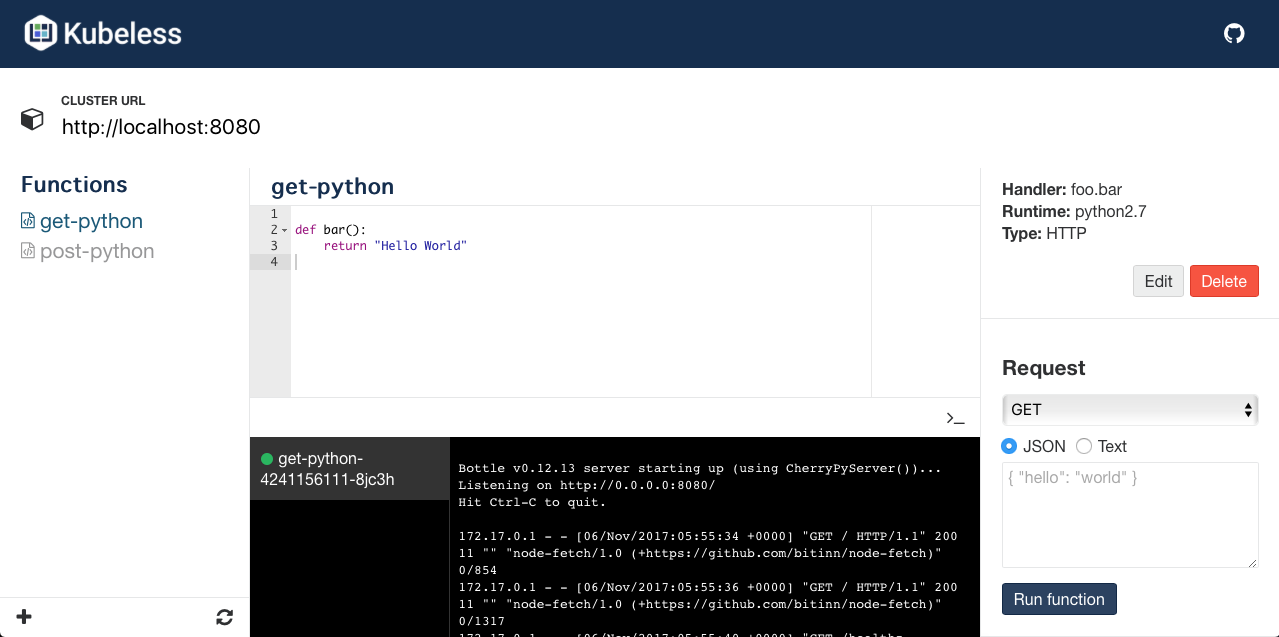 Kubeless
CLUSTER URL
http://localhost:8080
Functions
get-python
post-python
get-python
1
2
def bar():
3
return "Hello World"
4
>_
get-python-
4241156111-8jc3h
Bottle v0.12.13 server starting up (using CherryPyServer())...
Listening on http://0.0.0.0:8080/
Hit Ctrl-C to quit.
172.17.0.1 - - [06/Nov/2017:05:55:34 +0000] "GET / HTTP/1.1" 200
11 "" "node-fetch/1.0 (+https://github.com/bitinn/node-fetch)"
0/854
172.17.0.1 - - [06/Nov/2017:05:55:36 +0000] "GET / HTTP/1.1" 200
11 "" "node-fetch/1.0 (+https://github.com/bitinn/node-fetch)"
0/1317
Handler: foo.bar
Runtime: python2.7
Type: HTTP
Edit
Delete
Request
GET
JSON
Text
{ "hello": "world" }
Run function